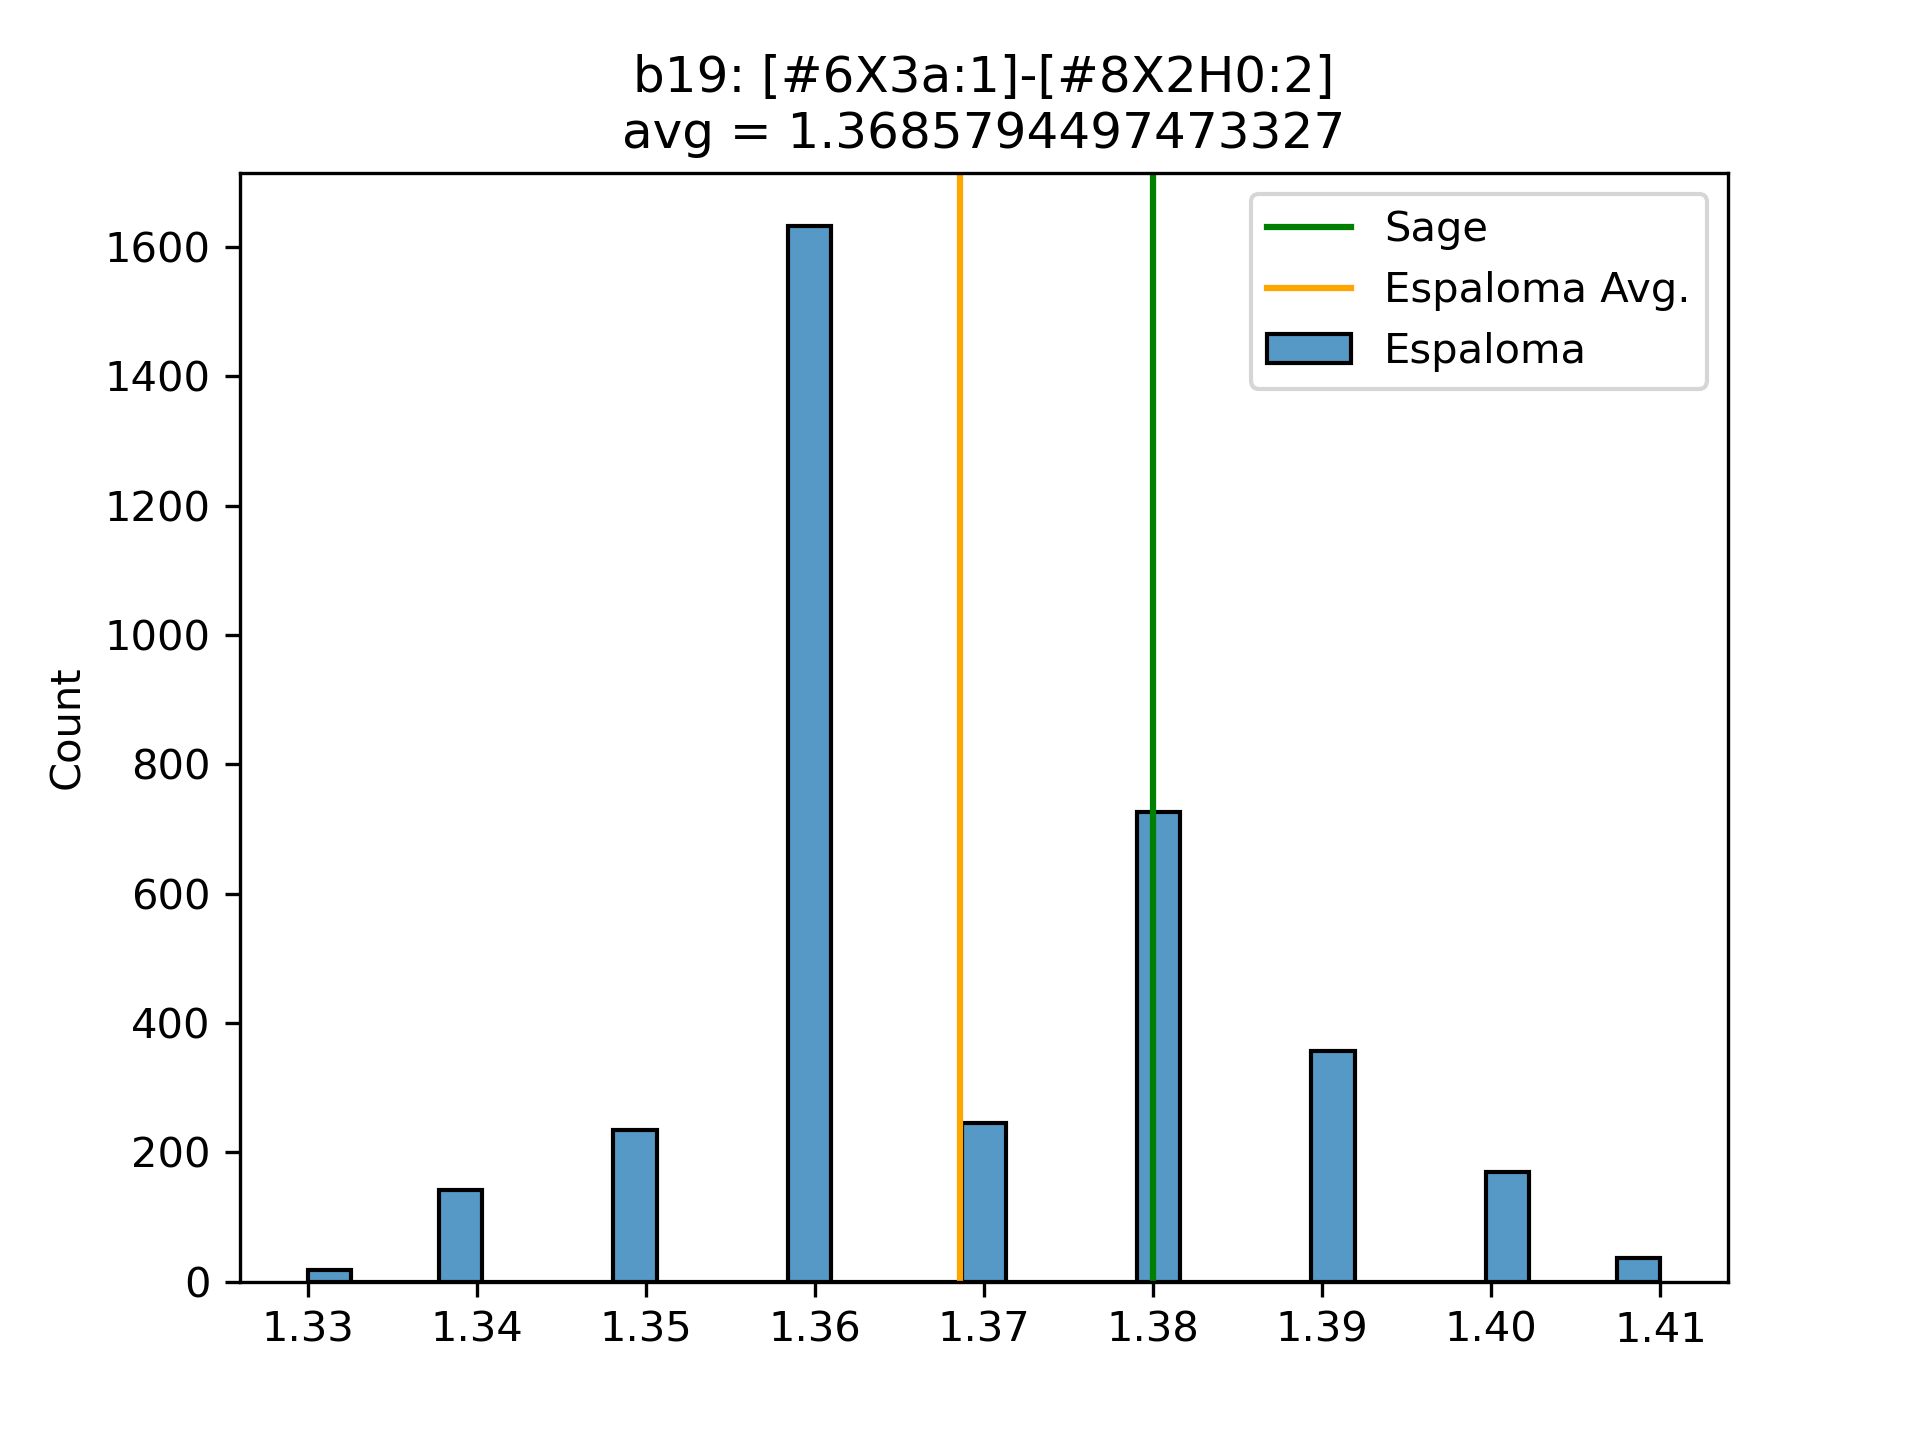 b19: [#6X3a:1]-[#8X2H0:2]
avg = 1.3685794497473327
Sage
Espaloma Avg.
Espaloma
1600
1400
1200
1000
800
600
400
200
0
Count
1.33 1.34 1.35 1.36 1.37 1.38 1.39 1.40 1.41